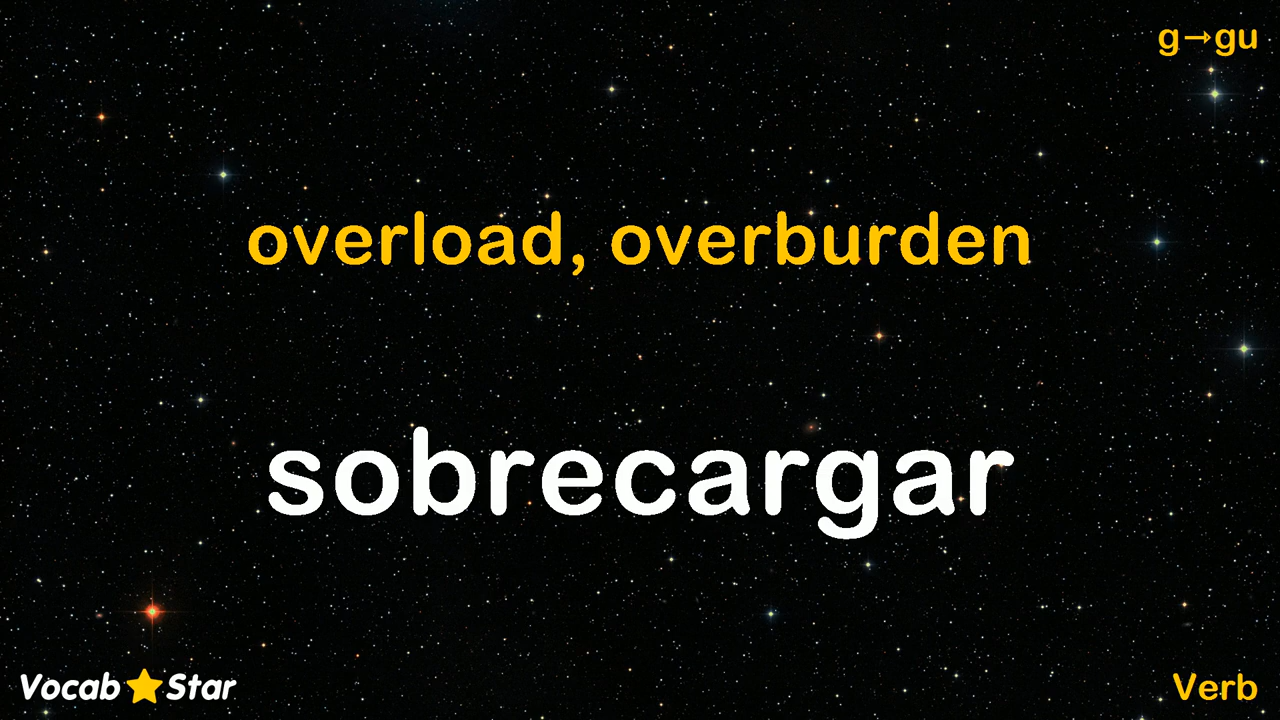 g→gu
overload, overburden
sobrecargar
Vocab Star
Verb